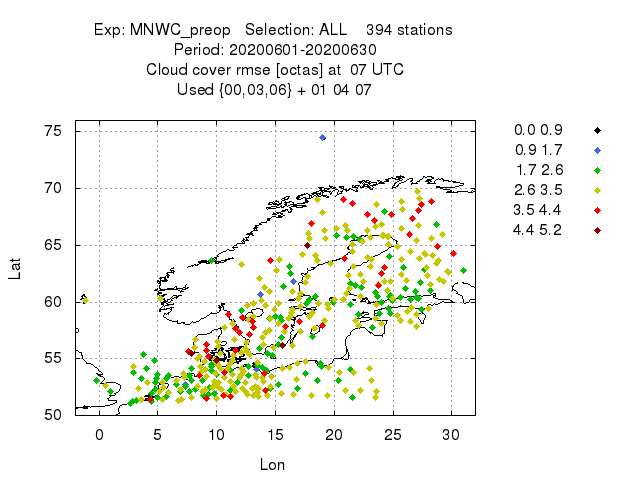 Exp: MNWC_preop Selection: ALL 394 stations
Period: 20200601-20200630
Cloud cover rmse [octas] at 07 UTC
Used {00,03,06} + 01 04 07
0.0 0.9
0.9 1.7
1.7 2.6
2.6 3.5
3.5 4.4
4.4 5.2
75
70
65
60
55
50
Lat
0 5 10 15 20 25 30
Lon